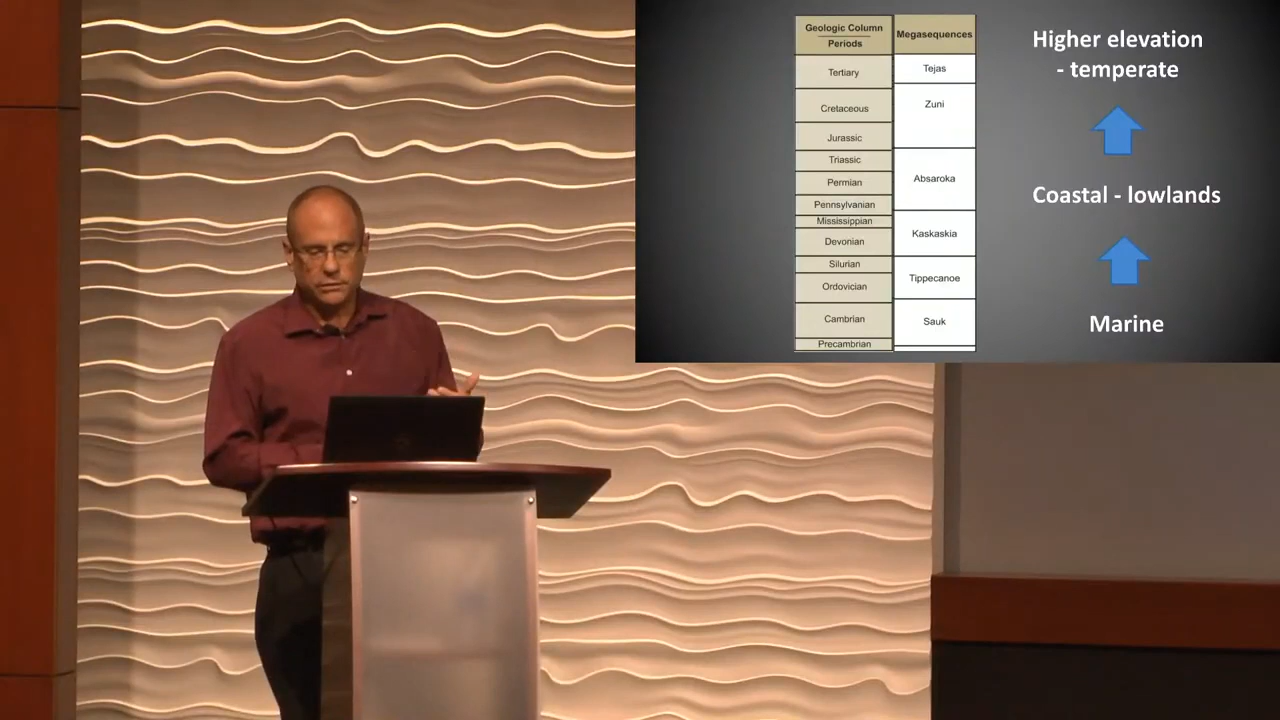 Geologic Column
Periods
Megasequences
Tertiary
Cretaceous
Jurassic
Triassic
Permian
Pennsylvanian
Mississippian
Devonian
Silurian
Ordovician
Cambrian
Precambrian
Tejas
Zuni
Absaroka
Kaskaskia
Tippecanoe
Sauk
Higher elevation
- temperate
Coastal - lowlands
Marine